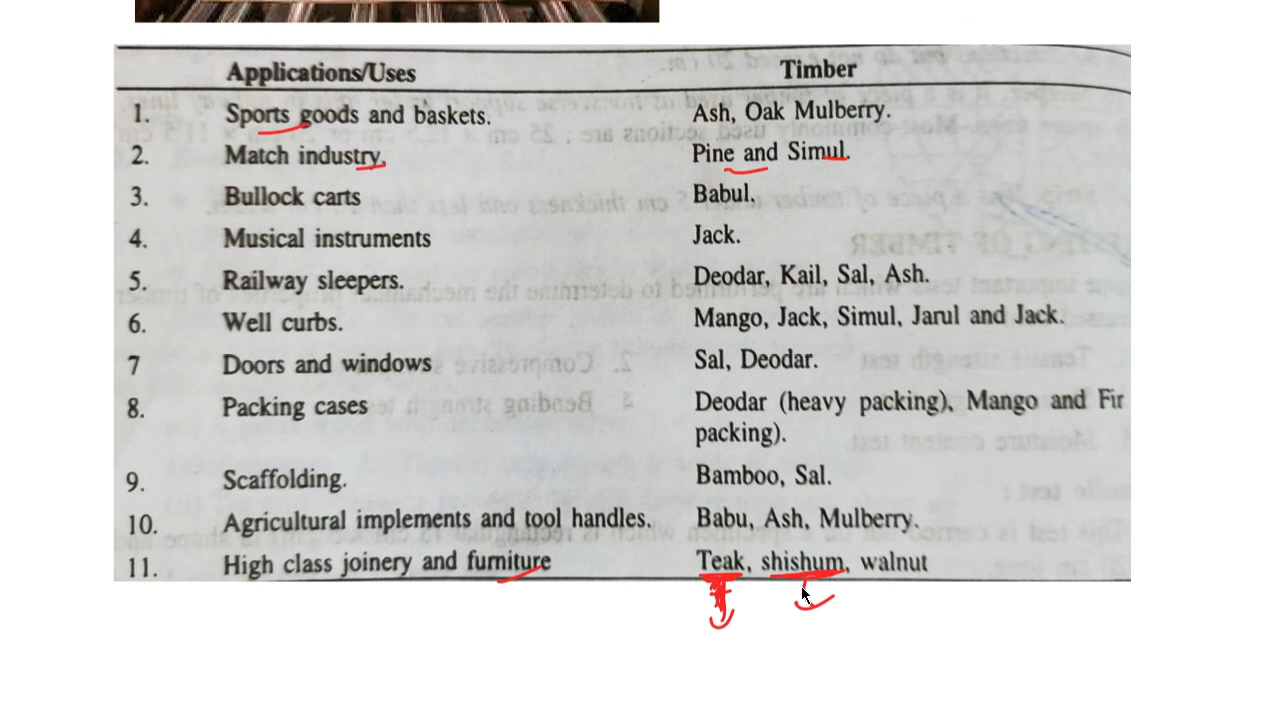 Applications/Uses Timber
1. Sports goods and baskets. Ash, Oak Mulberry.
2. Match industry. Pine and Simul.
3. Bullock carts Babul.
4. Musical instruments Jack.
5. Railway sleepers. Deodar, Kail, Sal, Ash.
6. Well curbs. Mango, Jack, Simul, Jarul and Jack.
7 Doors and windows Sal, Deodar.
8. Packing cases Deodar (heavy packing), Mango and Fir
packing).
9. Scaffolding. Bamboo, Sal.
10. Agricultural implements and tool handles. Babu, Ash, Mulberry.
11. High class joinery and furniture Teak, shishum, walnut